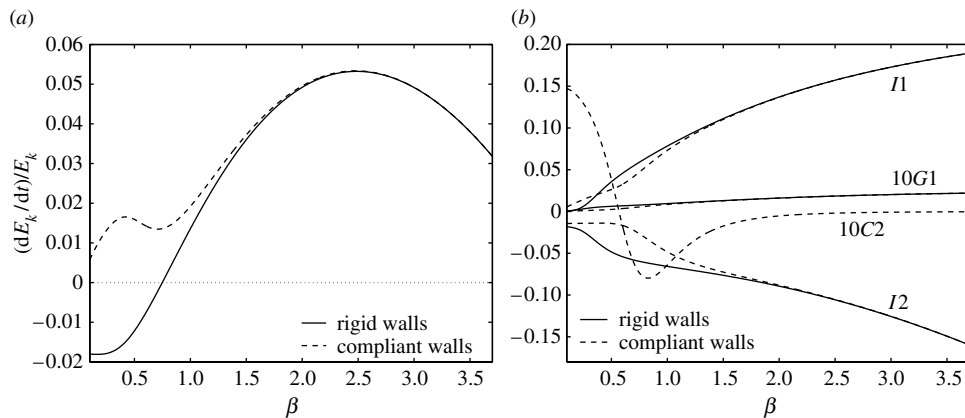 (a)
0.06
0.05
0.04
0.03
0.02
0.01
0
−0.01
−0.02
(dE_k/dt)/E_k
rigid walls
compliant walls
0.5 1.0 1.5 2.0 2.5 3.0 3.5
β
(b)
0.20
0.15
0.10
0.05
0
−0.05
−0.10
−0.15
I1
10G1
10C2
I2
rigid walls
compliant walls
0.5 1.0 1.5 2.0 2.5 3.0 3.5
β